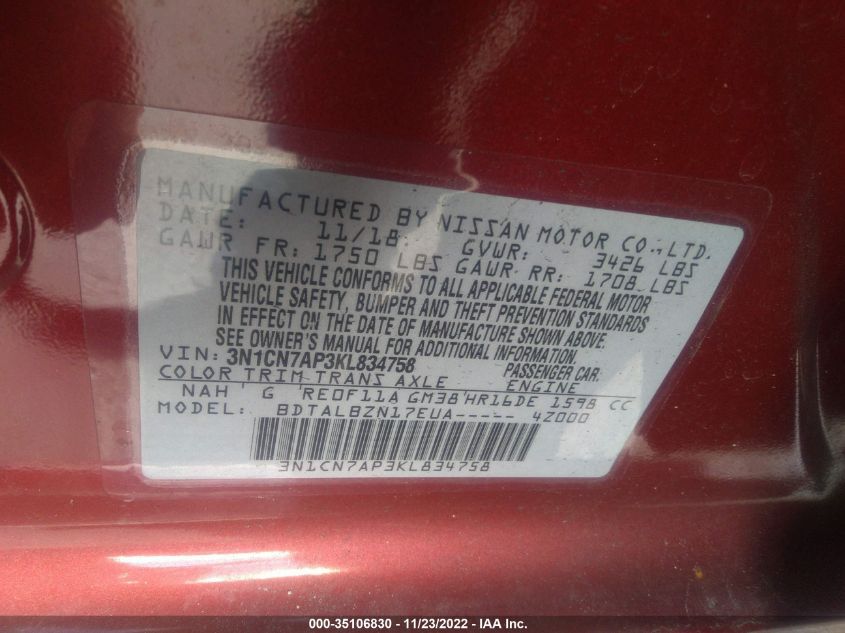 MANUFACTURED BY NISSAN MOTOR CO., LTD.
DATE: 11/18 GVWR: 3426 LBS
GAWR FR: 1750 LBS GAWR RR: 1708 LBS
THIS VEHICLE CONFORMS TO ALL APPLICABLE FEDERAL MOTOR
VEHICLE SAFETY, BUMPER AND THEFT PREVENTION STANDARDS
IN EFFECT ON THE DATE OF MANUFACTURE SHOWN ABOVE.
SEE OWNER'S MANUAL FOR ADDITIONAL INFORMATION.
VIN: 3N1CN7AP3KL834758 PASSENGER CAR.
COLOR TRIM TRANS AXLE ENGINE
NAH G RE0F11A GM38 HR16DE 1598 CC
MODEL: BDTALBZN17EUA----- 4Z000
3N1CN7AP3KL834758
000-35106830 - 11/23/2022 - IAA Inc.